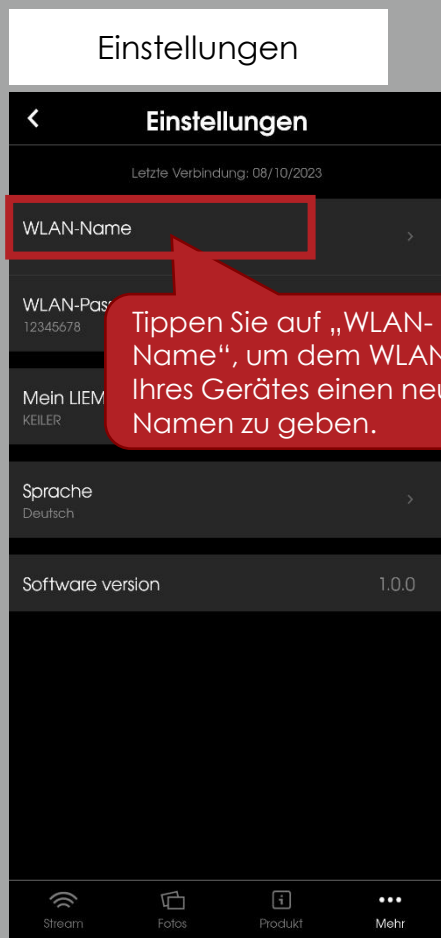 Einstellungen
Einstellungen
Letzte Verbindung: 08/10/2023
WLAN-Name
WLAN-Pas
12345678
Tippen Sie auf „WLAN-
Name“, um dem WLAN
Ihres Gerätes einen neu
Namen zu geben.
Mein LIEM
KEILER
Sprache
Deutsch
Software version 1.0.0
Stream Fotos Produkt Mehr